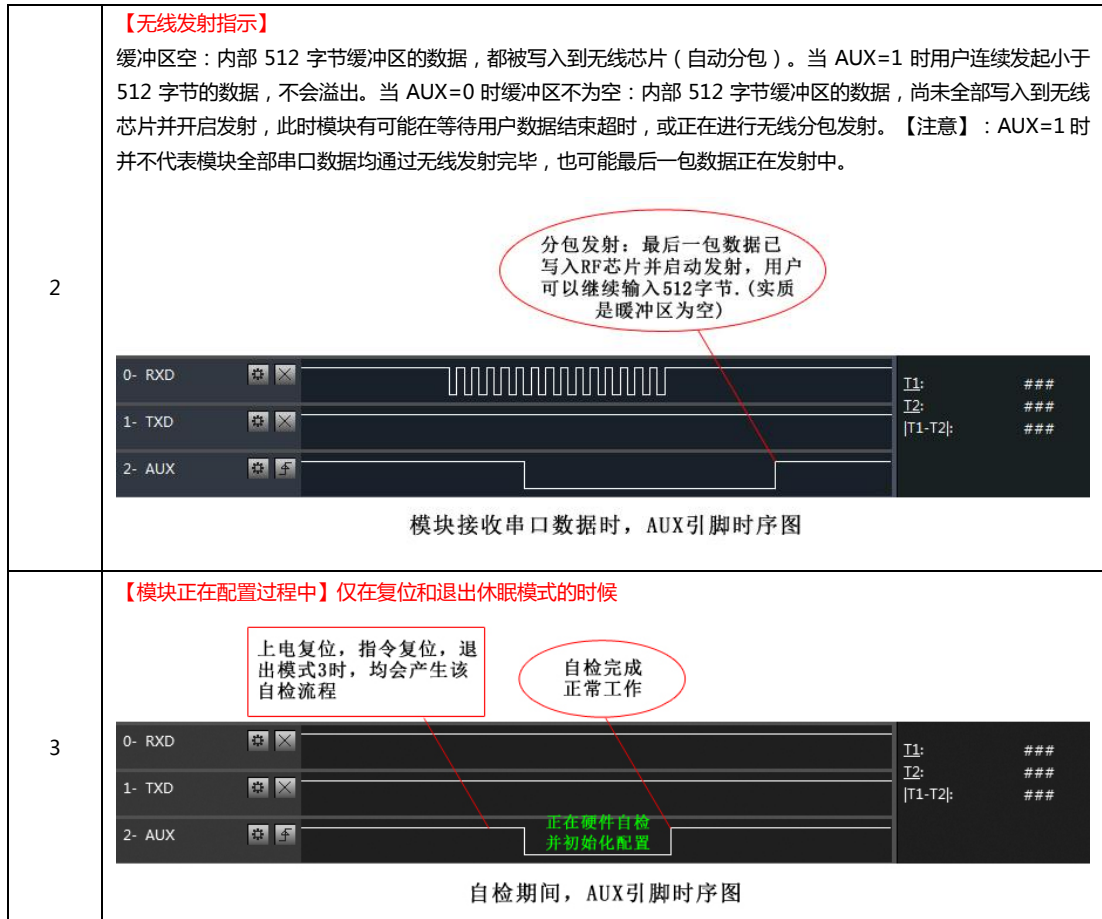 【无线发射指示】
缓冲区空：内部 512 字节缓冲区的数据，都被写入到无线芯片（自动分包）。当 AUX=1 时用户连续发起小于
512 字节的数据，不会溢出。当 AUX=0 时缓冲区不为空：内部 512 字节缓冲区的数据，尚未全部写入到无线
芯片并开启发射，此时模块有可能在等待用户数据结束超时，或正在进行无线分包发射。【注意】：AUX=1 时
并不代表模块全部串口数据均通过无线发射完毕，也可能最后一包数据正在发射中。
2
分包发射：最后一包数据已
写入RF芯片并启动发射，用户
可以继续输入512字节.(实质
是暖冲区为空)
0- RXD
1- TXD
2- AUX
T1: ###
T2: ###
|T1-T2|: ###
模块接收串口数据时，AUX引脚时序图
3
【模块正在配置过程中】仅在复位和退出休眠模式的时候
上电复位，指令复位，退
出模式3时，均会产生该
自检流程
自检完成
正常工作
0- RXD
1- TXD
2- AUX
正在硬件自检
并初始化配置
T1: ###
T2: ###
|T1-T2|: ###
自检期间，AUX引脚时序图